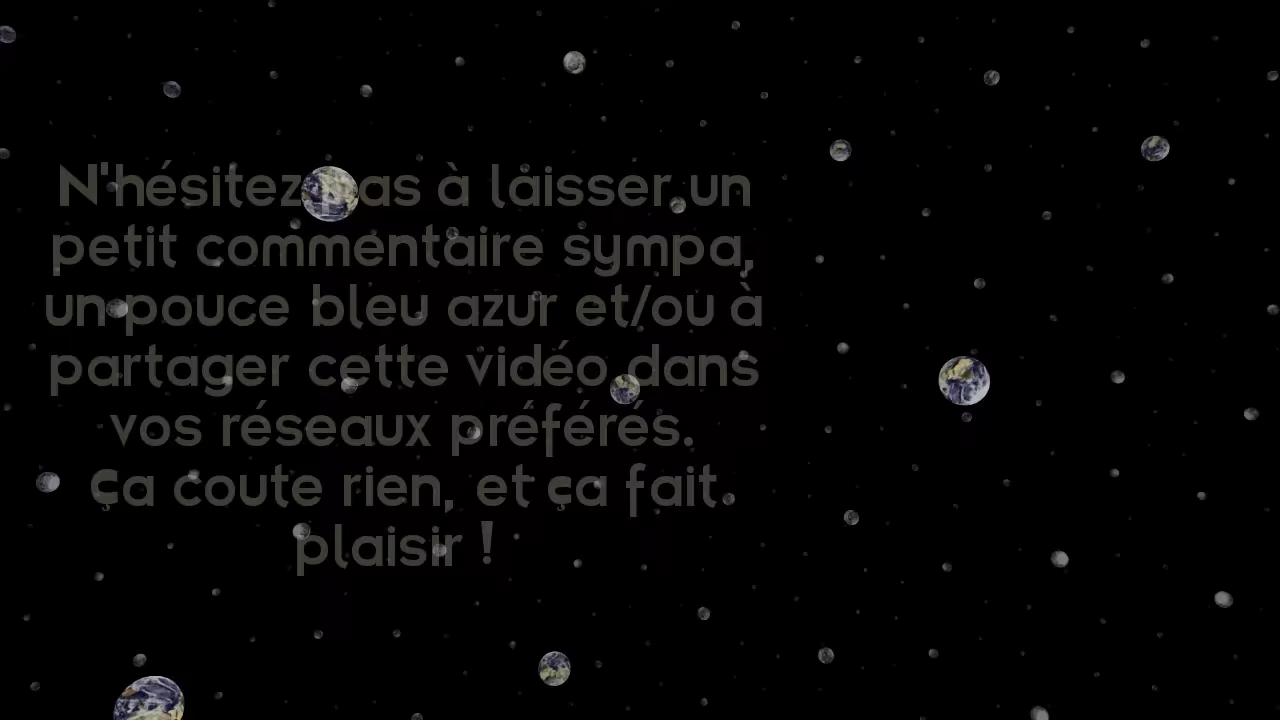 N'hésitez pas à laisser un
petit commentaire sympa,
un pouce bleu azur et/ou à
partager cette vidéo dans
vos réseaux préférés.
Ça coute rien, et ça fait
plaisir !